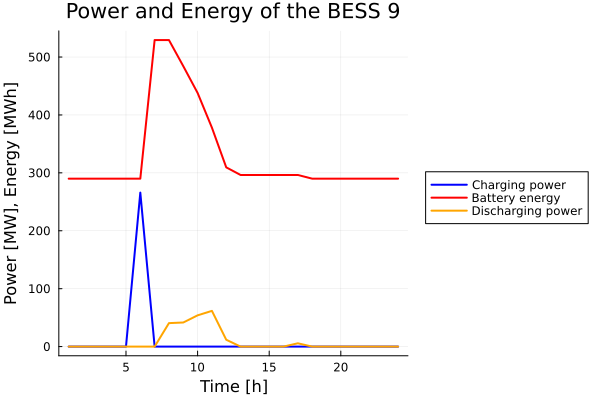 Power and Energy of the BESS 9
Power [MW], Energy [MWh]
500
400
300
200
100
0
5
10
15
20
Time [h]
Charging power
Battery energy
Discharging power